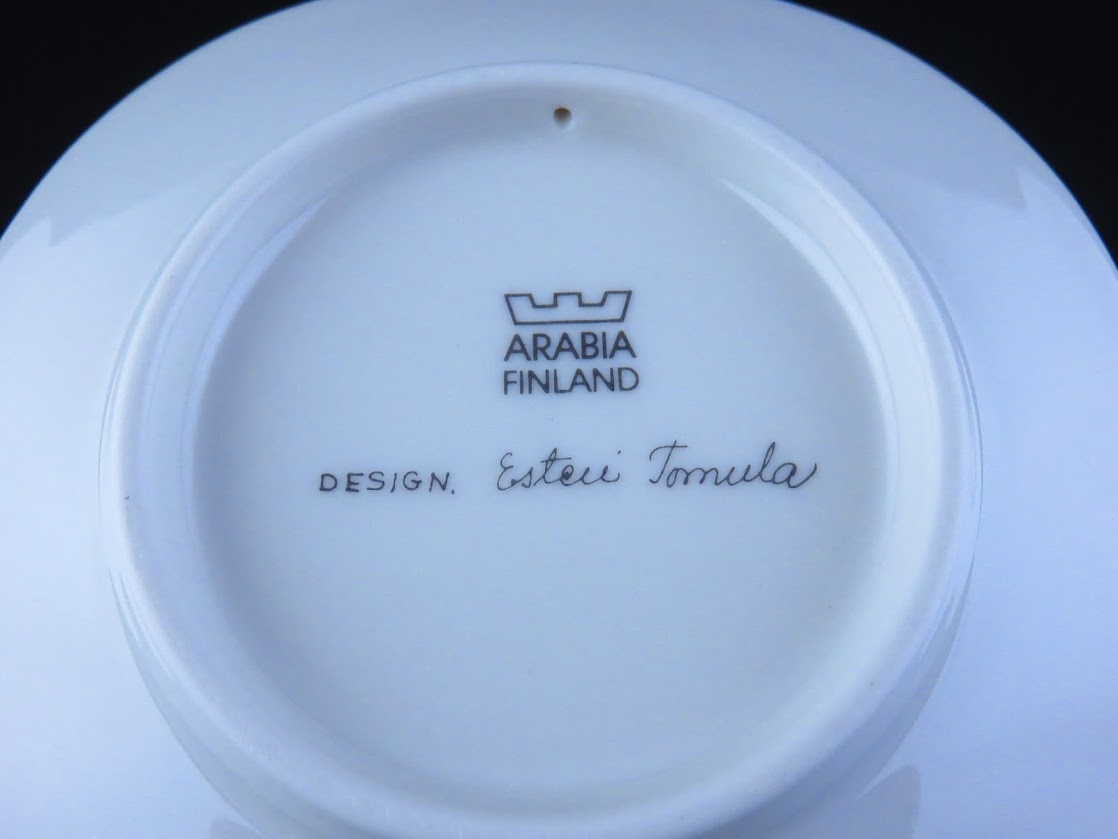 ARABIA
FINLAND
DESIGN. Esteri Tomula